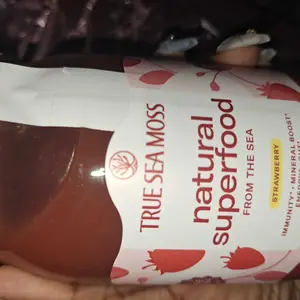 TRUE SEA MOSS
natural
superfood
FROM THE SEA
STRAWBERRY
IMMUNITY* • MINERAL BOOST*